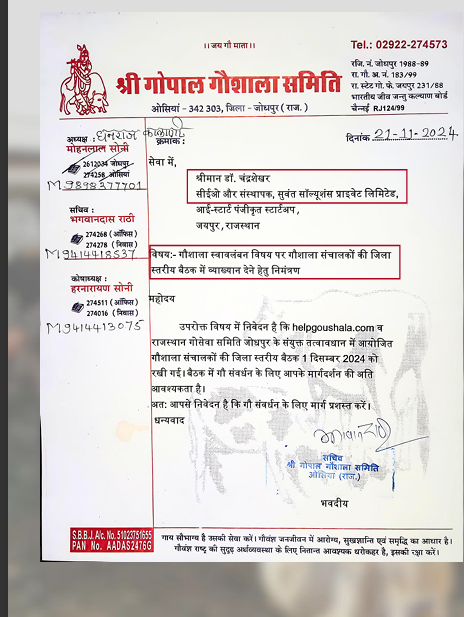 ।। जय गौ माता ।।
Tel.: 02922-274573
श्री गोपाल गौशाला समिति
ओसियां - 342 303, जिला - जोधपुर ( राज. )
रजि. नं. जोधपुर 1988-89
रा. गौ. अ. नं. 183/99
रा. स्टेट गो. फे. जयपुर 231/68
भारतीय जीव जन्तु कल्याण बोर्ड
चैन्नई RJ124/99
अध्यक्ष : धनराज
मोहनलाल सोनी
2612034 जोधपुर
274258 ओसियां
M 9898377701
क्रमांक:
दिनांक 21-11-2024
सचिव :
भगवानदास राठी
274268 (ऑफिस)
274278 (निवास)
M 9414418537
कोषाध्यक्ष :
हरनारायण सोनी
274511 (ऑफिस)
274016 (निवास)
M 9414413075
सेवा में,
श्रीमान डॉ. चंद्रशेखर
सीईओ और संस्थापक, सुवंत सॉल्यूशंस प्राइवेट लिमिटेड,
आई-स्टार्ट पंजीकृत स्टार्टअप,
जयपुर, राजस्थान
विषय:- गौशाला स्वावलंबन विषय पर गौशाला संचालकों की जिला
स्तरीय बैठक में व्याख्यान देने हेतु निमंत्रण
महोदय
उपरोक्त विषय में निवेदन है कि helpgoushala.com व
राजस्थान गोसेवा समिति जोधपुर के संयुक्त तत्वावधान में आयोजित
गौशाला संचालकों की जिला स्तरीय बैठक 1 दिसम्बर 2024 को
रखी गई। बैठक में गौ संवर्धन के लिए आपके मार्गदर्शन की अति
आवश्यकता है।
अत: आपसे निवेदन है कि गौ संवर्धन के लिए मार्ग प्रशस्त करें।
धन्यवाद
सचिव
श्री गोपाल गौशाला समिति
ओसियां (राज.)
भवदीय
S.B.B.J. A/c. No. 51023751655
PAN No. AADAS2476G
गाय सौभाग्य है उसकी सेवा करें। गौवंश जनजीवन में आरोग्य, सुखशान्ति एवं समृद्धि का आधार है।
गौवंश राष्ट्र की सुदृढ़ अर्थव्यवस्था के लिए नितान्त आवश्यक धरोहर है, इसकी रक्षा करें।